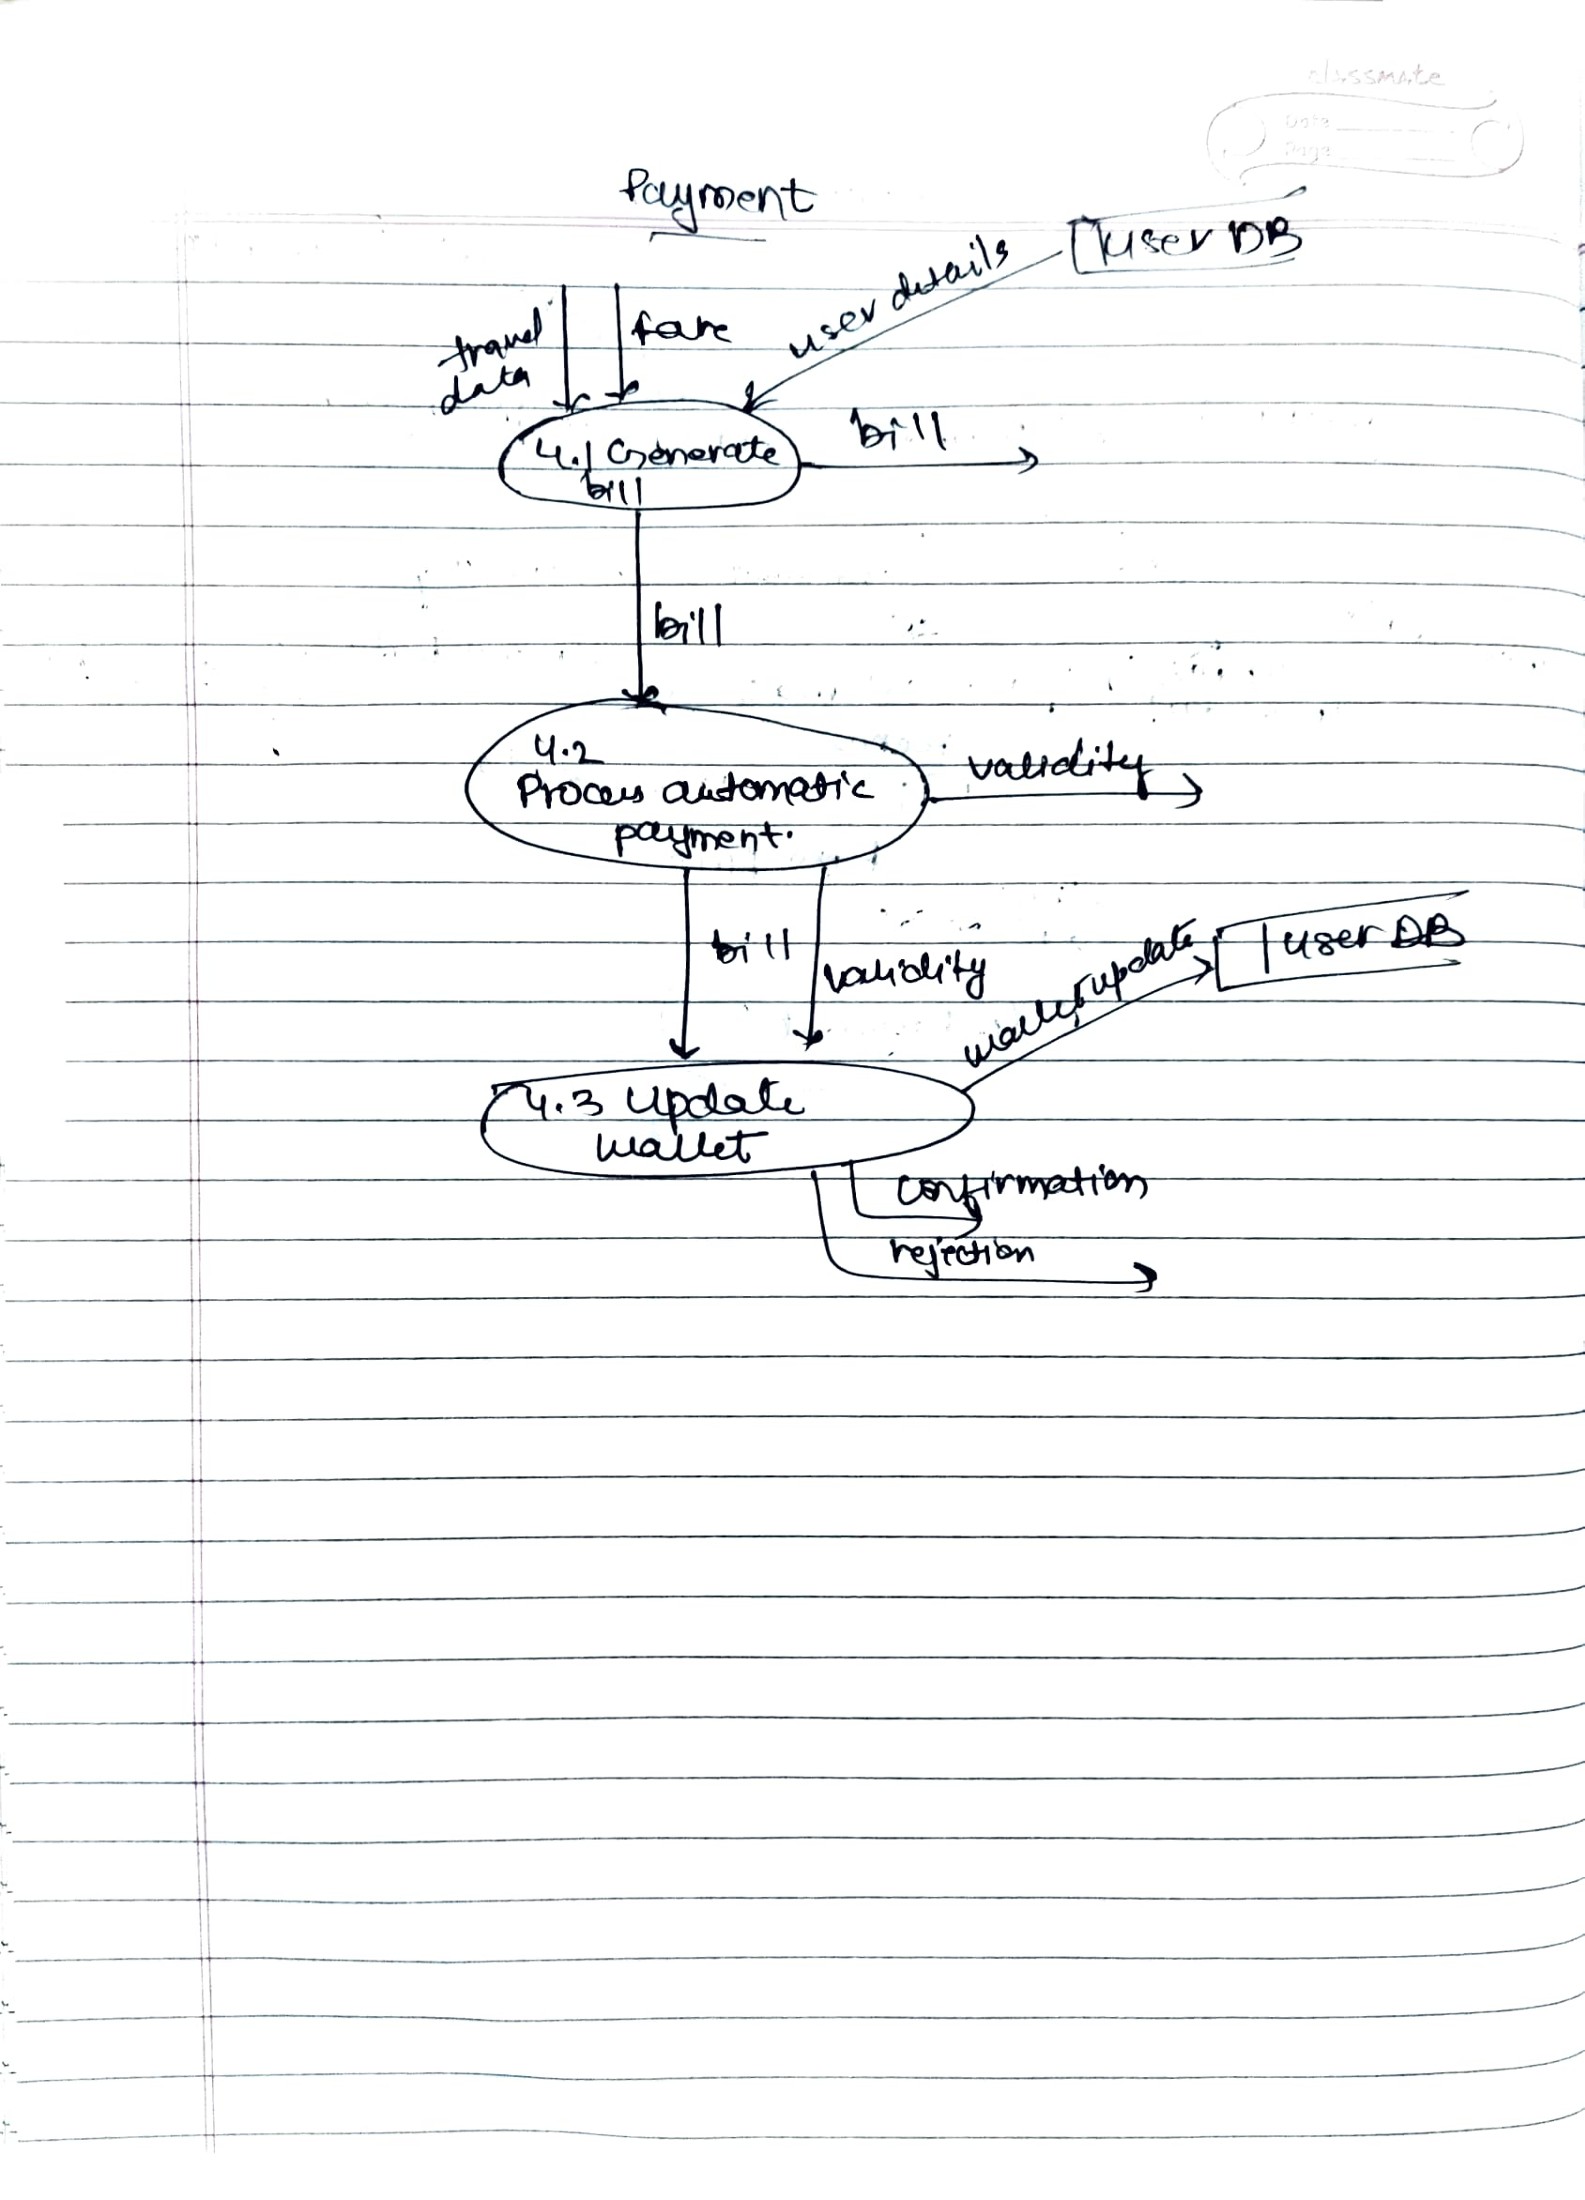 classmate
Date
Page
Payment
User DB
user details
travel
data
fare
4.1 Generate
bill
bill
bill
4.2
Process automatic
payment.
validity
bill
validity
wallet update
User DB
4.3 Update
wallet
confirmation
rejection